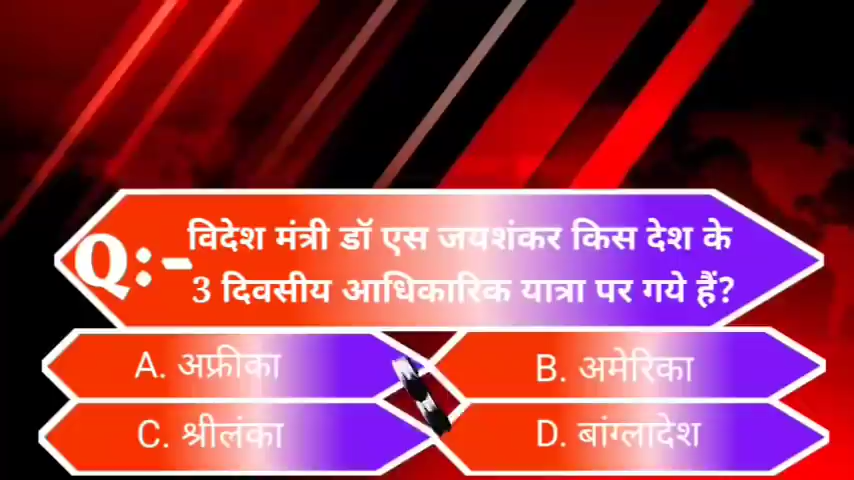 Q:- विदेश मंत्री डॉ एस जयशंकर किस देश के
3 दिवसीय आधिकारिक यात्रा पर गये हैं?
A. अफ्रीका
B. अमेरिका
C. श्रीलंका
D. बांग्लादेश